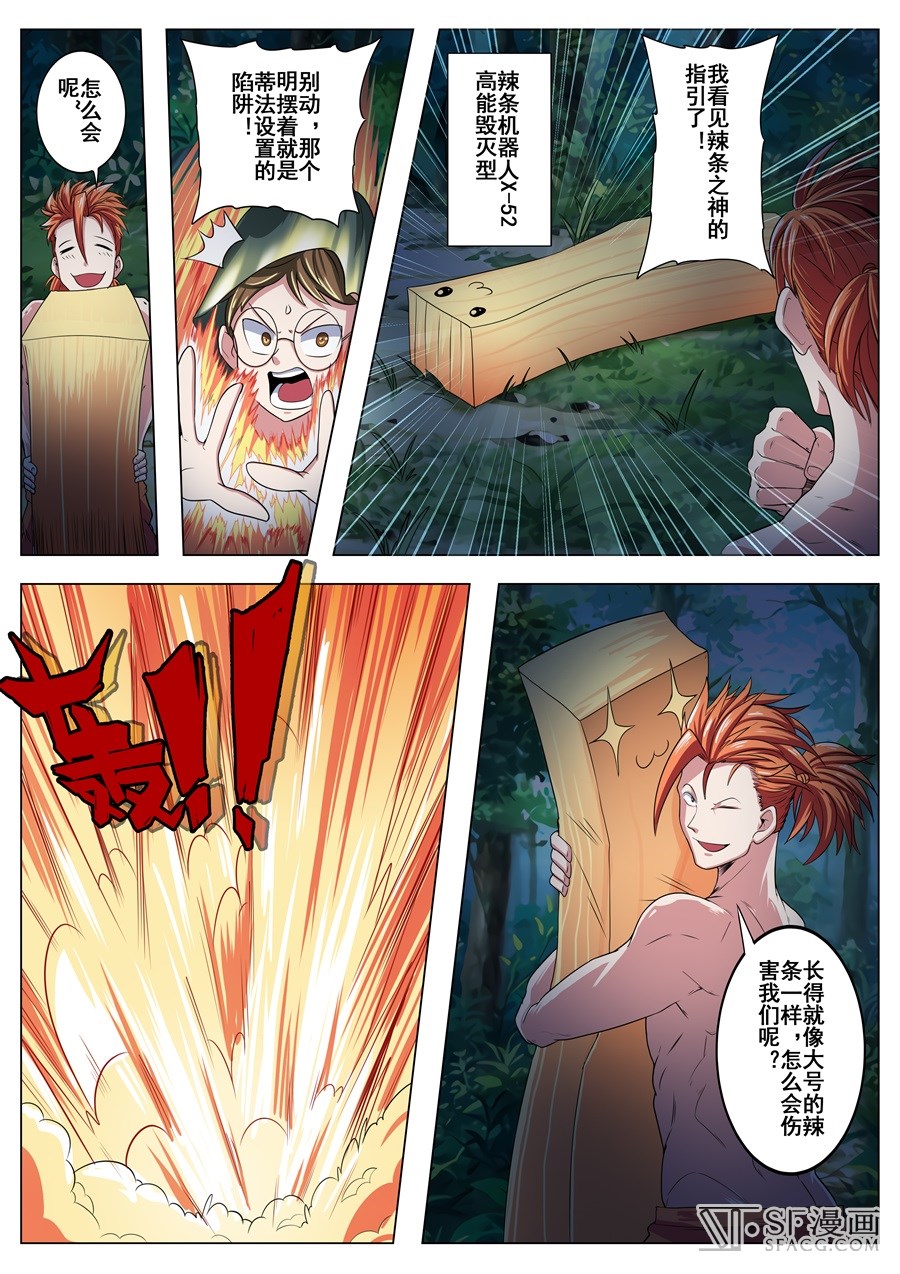 我看见辣条之神的
指引了！
辣条机器人X-52
高能毁灭型
别动，那个
明摆着就是
蒂法设置的
陷阱！
怎么会
呢~
长得就像大号的辣
条一样，怎么会伤
害我们呢？
SF漫画
SFACG.COM